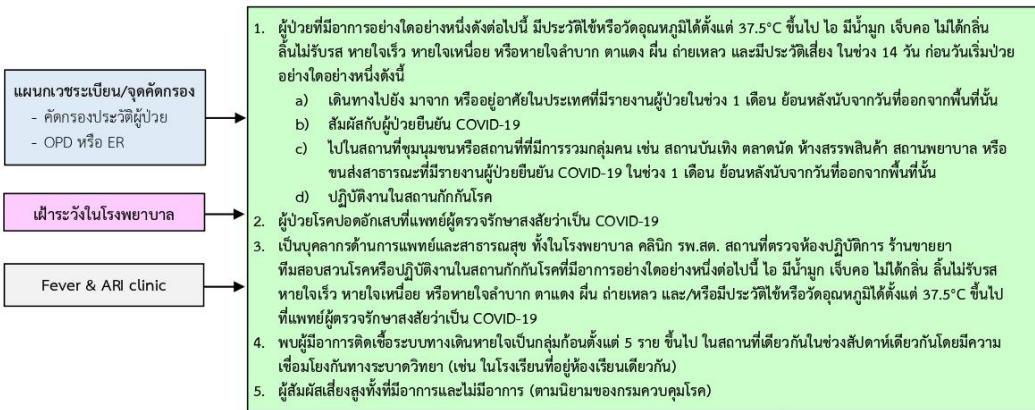 แผนกเวชระเบียน/จุดคัดกรอง
- คัดกรองประวัติผู้ป่วย
- OPD หรือ ER
เฝ้าระวังในโรงพยาบาล
Fever & ARI clinic
1. ผู้ป่วยที่มีอาการอย่างใดอย่างหนึ่งดังต่อไปนี้ มีประวัติไข้หรือวัดอุณหภูมิได้ตั้งแต่ 37.5°C ขึ้นไป ไอ มีน้ำมูก เจ็บคอ ไม่ได้กลิ่น
ลิ้นไม่รับรส หายใจเร็ว หายใจเหนื่อย หรือหายใจลำบาก ตาแดง ผื่น ถ่ายเหลว และมีประวัติเสี่ยง ในช่วง 14 วัน ก่อนวันเริ่มป่วย
อย่างใดอย่างหนึ่งดังนี้
a) เดินทางไปยัง มาจาก หรืออยู่อาศัยในประเทศที่มีรายงานผู้ป่วยในช่วง 1 เดือน ย้อนหลังนับจากวันที่ออกจากพื้นที่นั้น
b) สัมผัสกับผู้ป่วยยืนยัน COVID-19
c) ไปในสถานที่ชุมนุมชนหรือสถานที่ที่มีการรวมกลุ่มคน เช่น สถานบันเทิง ตลาดนัด ห้างสรรพสินค้า สถานพยาบาล หรือ
ขนส่งสาธารณะที่มีรายงานผู้ป่วยยืนยัน COVID-19 ในช่วง 1 เดือน ย้อนหลังนับจากวันที่ออกจากพื้นที่นั้น
d) ปฏิบัติงานในสถานกักกันโรค
2. ผู้ป่วยโรคปอดอักเสบที่แพทย์ผู้ตรวจรักษาสงสัยว่าเป็น COVID-19
3. เป็นบุคลากรด้านการแพทย์และสาธารณสุข ทั้งในโรงพยาบาล คลินิก รพ.สต. สถานที่ตรวจห้องปฏิบัติการ ร้านขายยา
ทีมสอบสวนโรคหรือปฏิบัติงานในสถานกักกันโรคที่มีอาการอย่างใดอย่างหนึ่งต่อไปนี้ ไอ มีน้ำมูก เจ็บคอ ไม่ได้กลิ่น ลิ้นไม่รับรส
หายใจเร็ว หายใจเหนื่อย หรือหายใจลำบาก ตาแดง ผื่น ถ่ายเหลว และ/หรือมีประวัติไข้หรือวัดอุณหภูมิได้ตั้งแต่ 37.5°C ขึ้นไป
ที่แพทย์ผู้ตรวจรักษาสงสัยว่าเป็น COVID-19
4. พบผู้มีอาการติดเชื้อระบบทางเดินหายใจเป็นกลุ่มก้อนตั้งแต่ 5 ราย ขึ้นไป ในสถานที่เดียวกันในช่วงสัปดาห์เดียวกันโดยมีความ
เชื่อมโยงกันทางระบาดวิทยา (เช่น ในโรงเรียนที่อยู่ห้องเรียนเดียวกัน)
5. ผู้สัมผัสเสี่ยงสูงทั้งที่มีอาการและไม่มีอาการ (ตามนิยามของกรมควบคุมโรค)